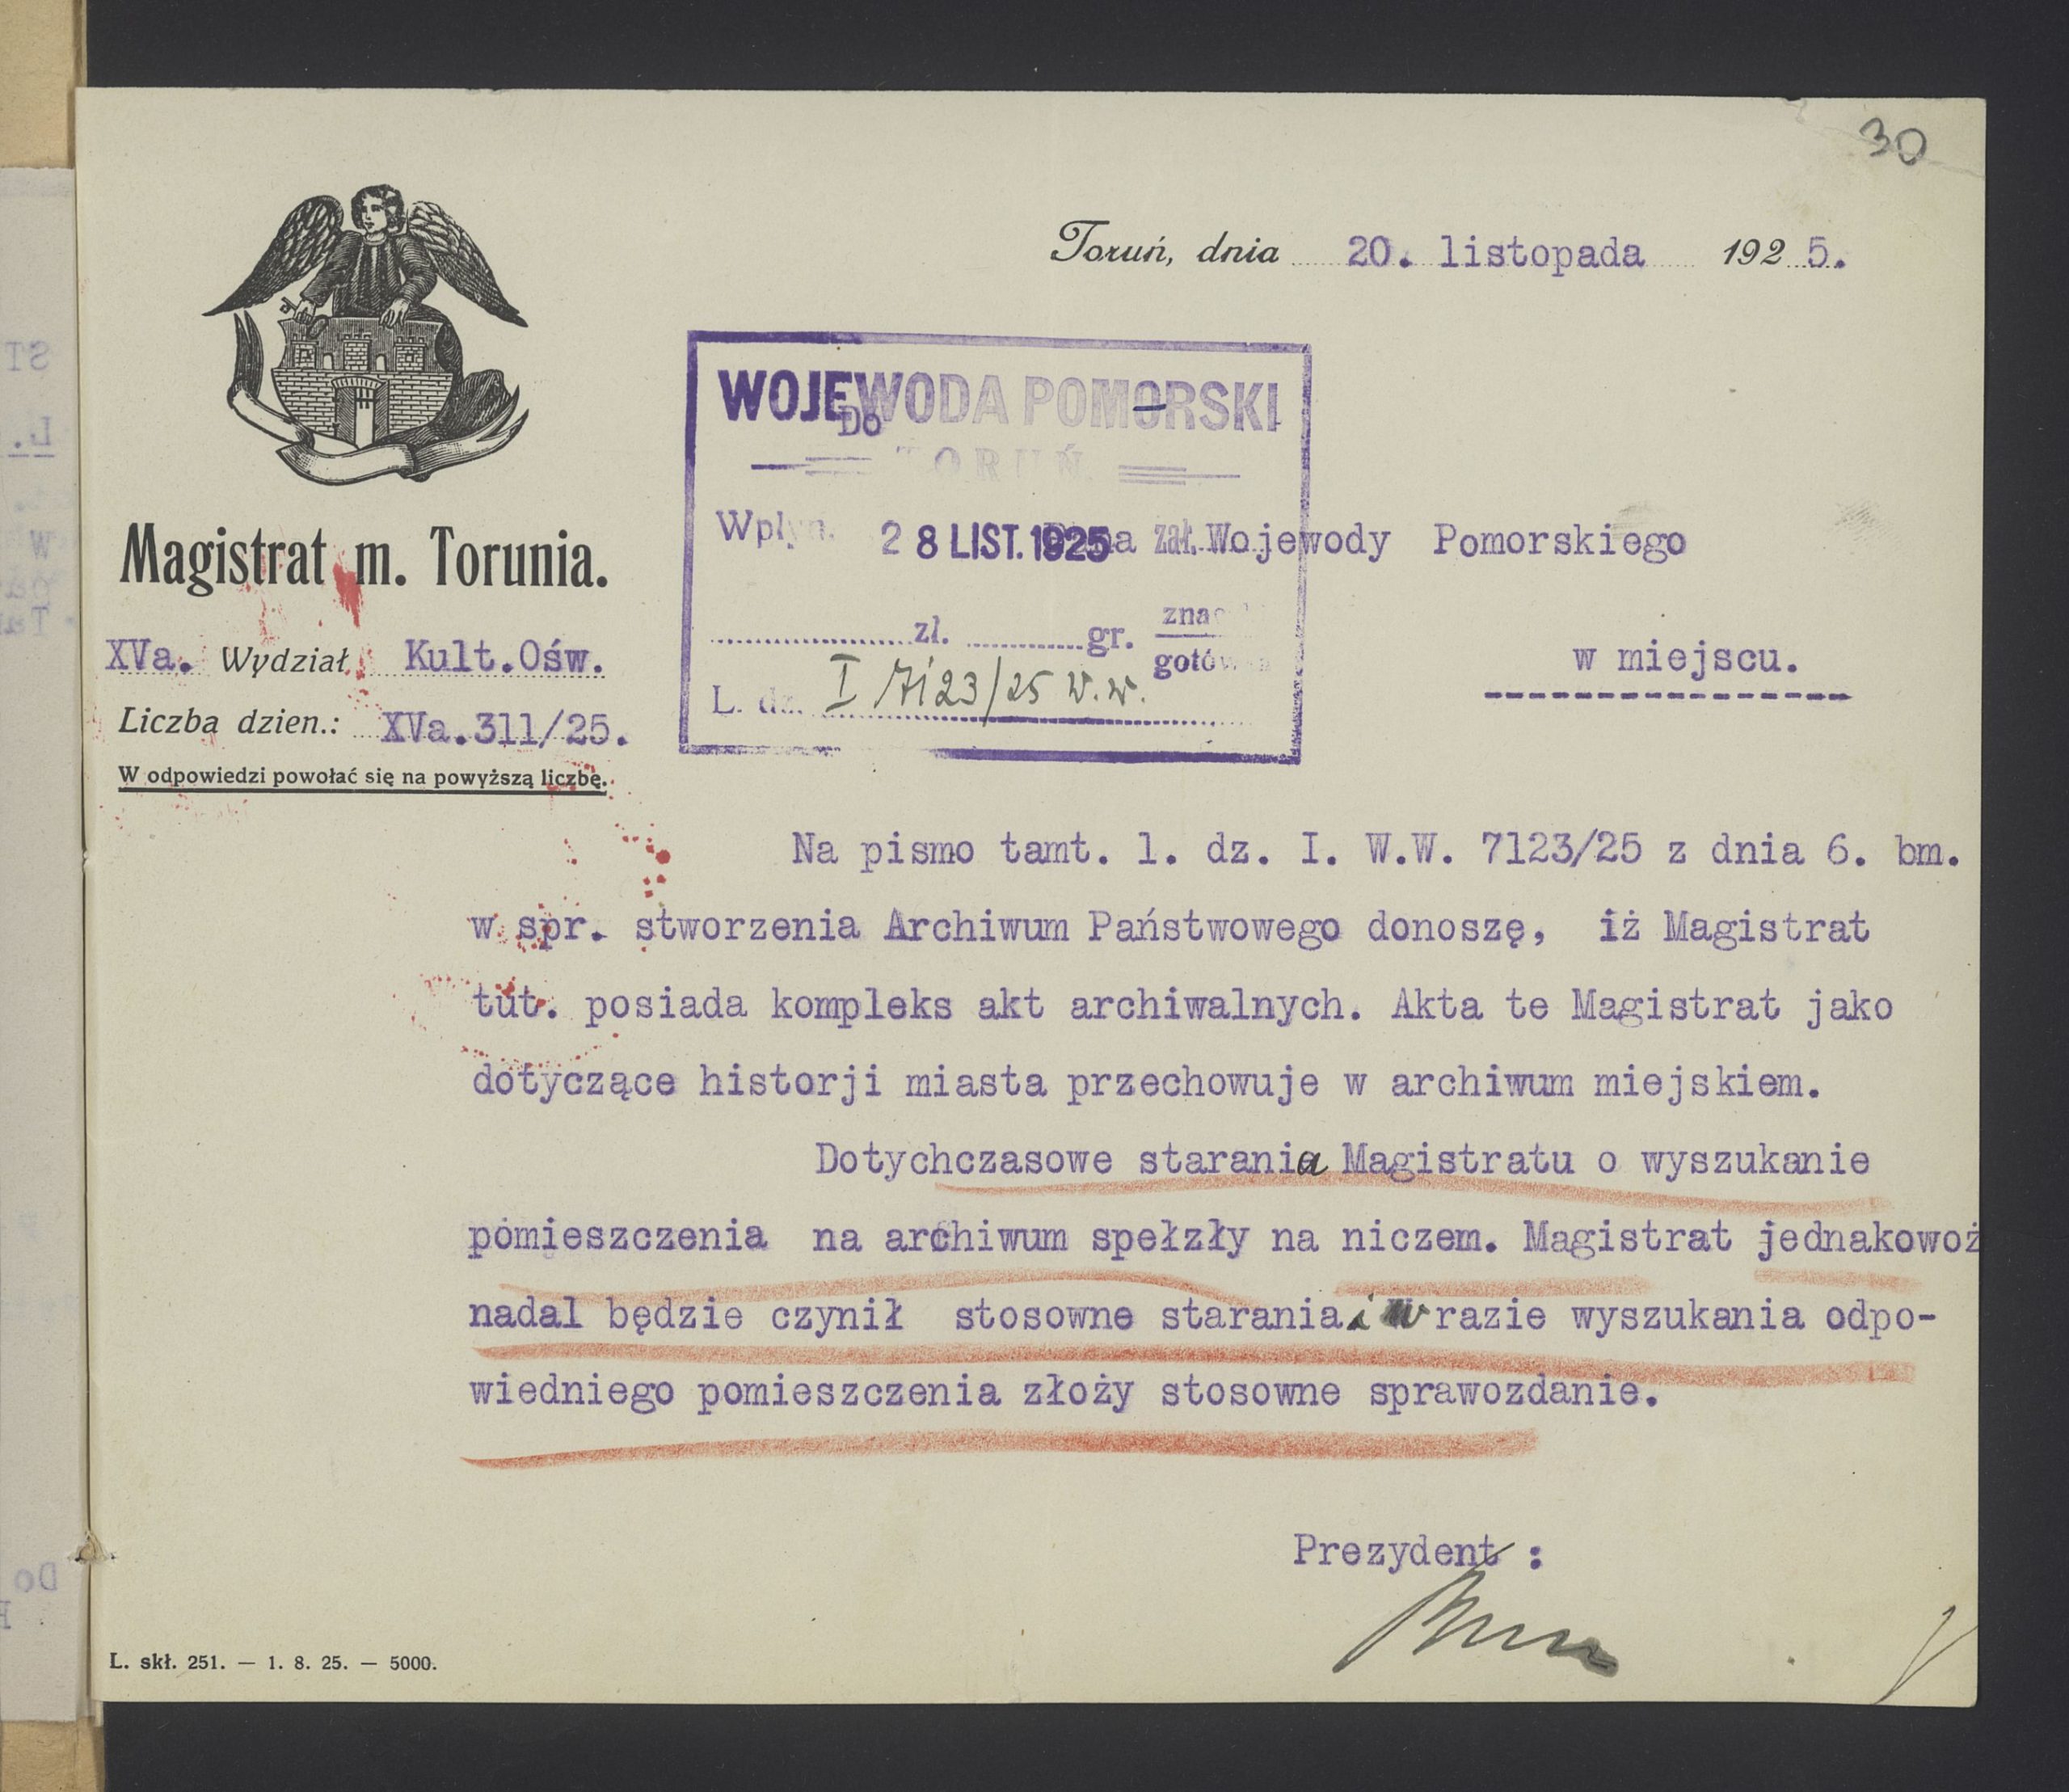 30
Toruń, dnia 20. listopada 1925.
WOJEWODA POMORSKI
Do
TORUŃ
Magistrat m. Torunia.
Wpłyn. 28 LIST. 1925 zał.
Pana Wojewody Pomorskiego
zł. gr. znacz
gotówk
w miejscu.
XVa. Wydział Kult.Ośw.
L. dz. I 7123/25 W.W.
Liczba dzien.: XVa.311/25.
W odpowiedzi powołać się na powyższą liczbę.
Na pismo tamt. l. dz. I. W.W. 7123/25 z dnia 6. bm.
w spr. stworzenia Archiwum Państwowego donoszę, iż Magistrat
tut. posiada kompleks akt archiwalnych. Akta te Magistrat jako
dotyczące historji miasta przechowuje w archiwum miejskiem.
Dotychczasowe starania Magistratu o wyszukanie
pomieszczenia na archiwum spełzły na niczem. Magistrat jednakowoż
nadal będzie czynił stosowne starania i w razie wyszukania odpo-
wiedniego pomieszczenia złoży stosowne sprawozdanie.
Prezydent :
L. skł. 251. — 1. 8. 25. — 5000.